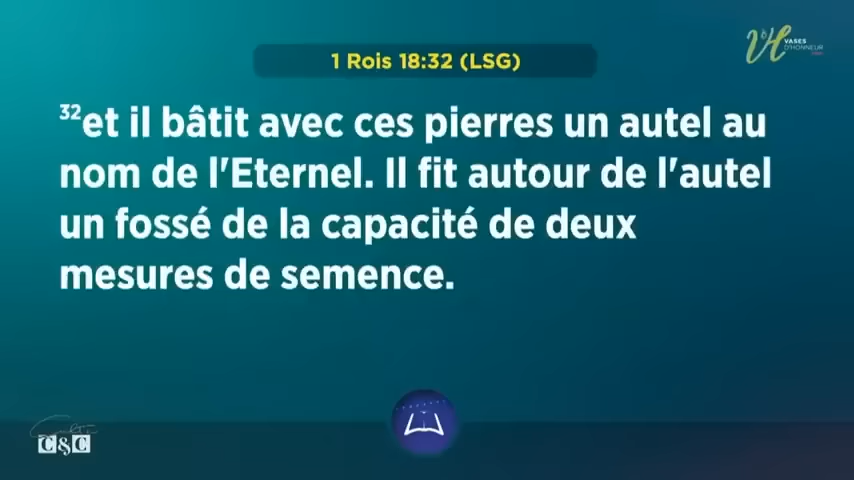 VASES
D'HONNEUR
1 Rois 18:32 (LSG)
32et il bâtit avec ces pierres un autel au
nom de l'Eternel. Il fit autour de l'autel
un fossé de la capacité de deux
mesures de semence.
C&C